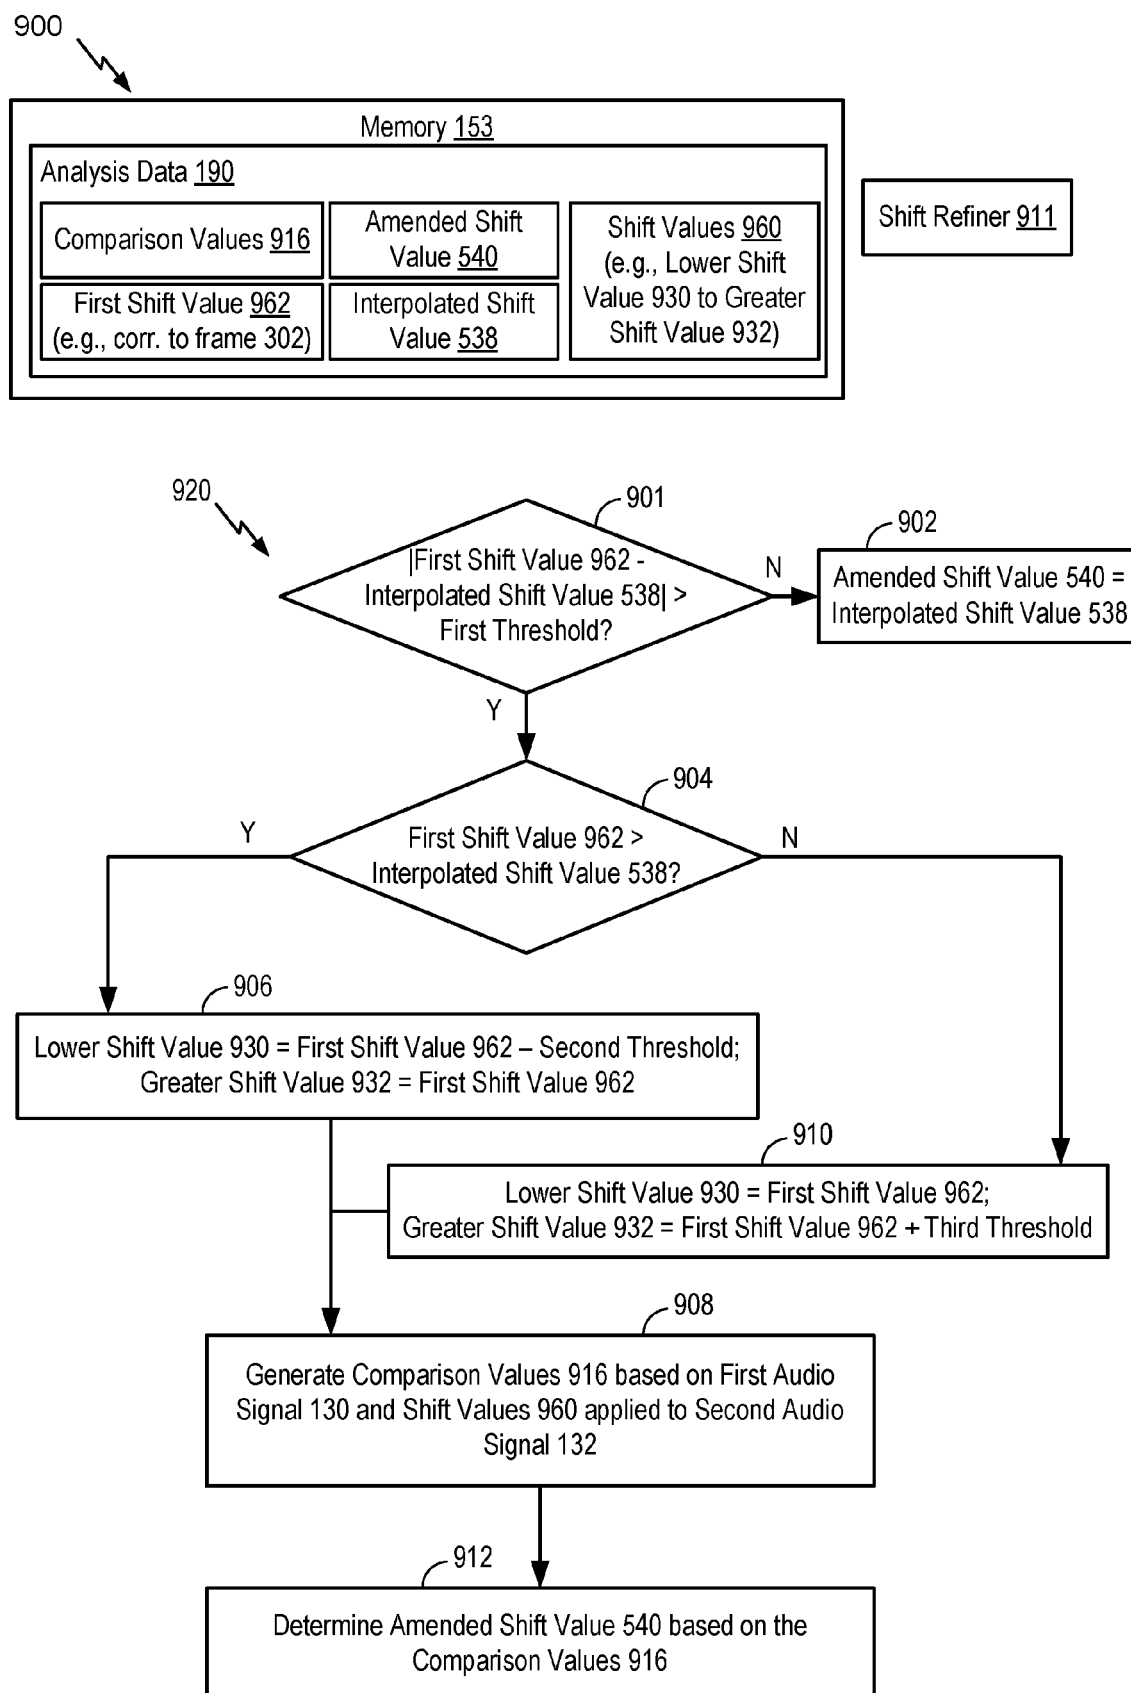 900
Memory 153
Analysis Data 190
Comparison Values 916
First Shift Value 962
(e.g., corr. to frame 302)
Amended Shift
Value 540
Interpolated Shift
Value 538
Shift Values 960
(e.g., Lower Shift
Value 930 to Greater
Shift Value 932)
Shift Refiner 911
920
901
|First Shift Value 962 -
Interpolated Shift Value 538| >
First Threshold?
N
902
Amended Shift Value 540 =
Interpolated Shift Value 538
Y
904
First Shift Value 962 >
Interpolated Shift Value 538?
Y
N
906
Lower Shift Value 930 = First Shift Value 962 – Second Threshold;
Greater Shift Value 932 = First Shift Value 962
910
Lower Shift Value 930 = First Shift Value 962;
Greater Shift Value 932 = First Shift Value 962 + Third Threshold
908
Generate Comparison Values 916 based on First Audio
Signal 130 and Shift Values 960 applied to Second Audio
Signal 132
912
Determine Amended Shift Value 540 based on the
Comparison Values 916